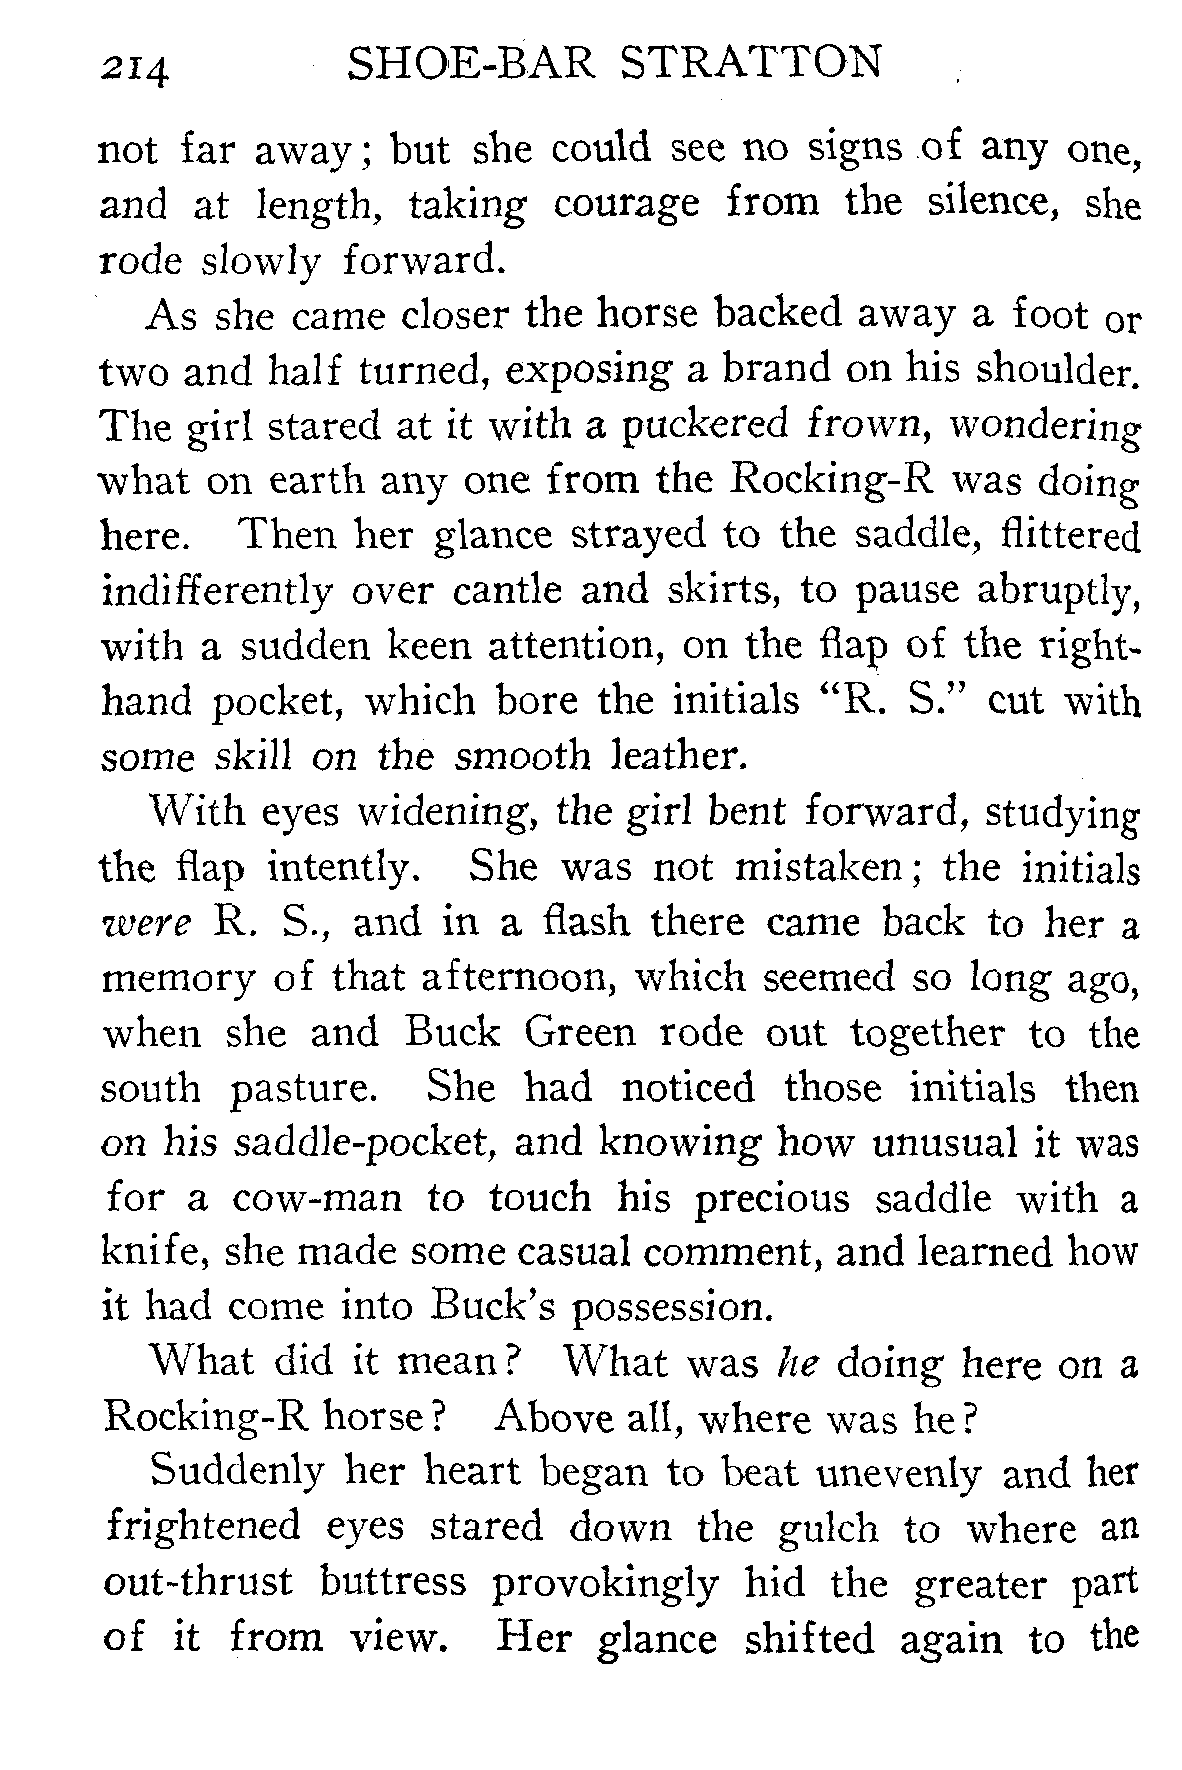 214 SHOE-BAR STRATTON
not far away; but she could see no signs of any one,
and at length, taking courage from the silence, she
rode slowly forward.
As she came closer the horse backed away a foot or
two and half turned, exposing a brand on his shoulder.
The girl stared at it with a puckered frown, wondering
what on earth any one from the Rocking-R was doing
here. Then her glance strayed to the saddle, flittered
indifferently over cantle and skirts, to pause abruptly,
with a sudden keen attention, on the flap of the right-
hand pocket, which bore the initials “R. S.” cut with
some skill on the smooth leather.
With eyes widening, the girl bent forward, studying
the flap intently. She was not mistaken; the initials
were R. S., and in a flash there came back to her a
memory of that afternoon, which seemed so long ago,
when she and Buck Green rode out together to the
south pasture. She had noticed those initials then
on his saddle-pocket, and knowing how unusual it was
for a cow-man to touch his precious saddle with a
knife, she made some casual comment, and learned how
it had come into Buck’s possession.
What did it mean? What was he doing here on a
Rocking-R horse? Above all, where was he?
Suddenly her heart began to beat unevenly and her
frightened eyes stared down the gulch to where an
out-thrust buttress provokingly hid the greater part
of it from view. Her glance shifted again to the